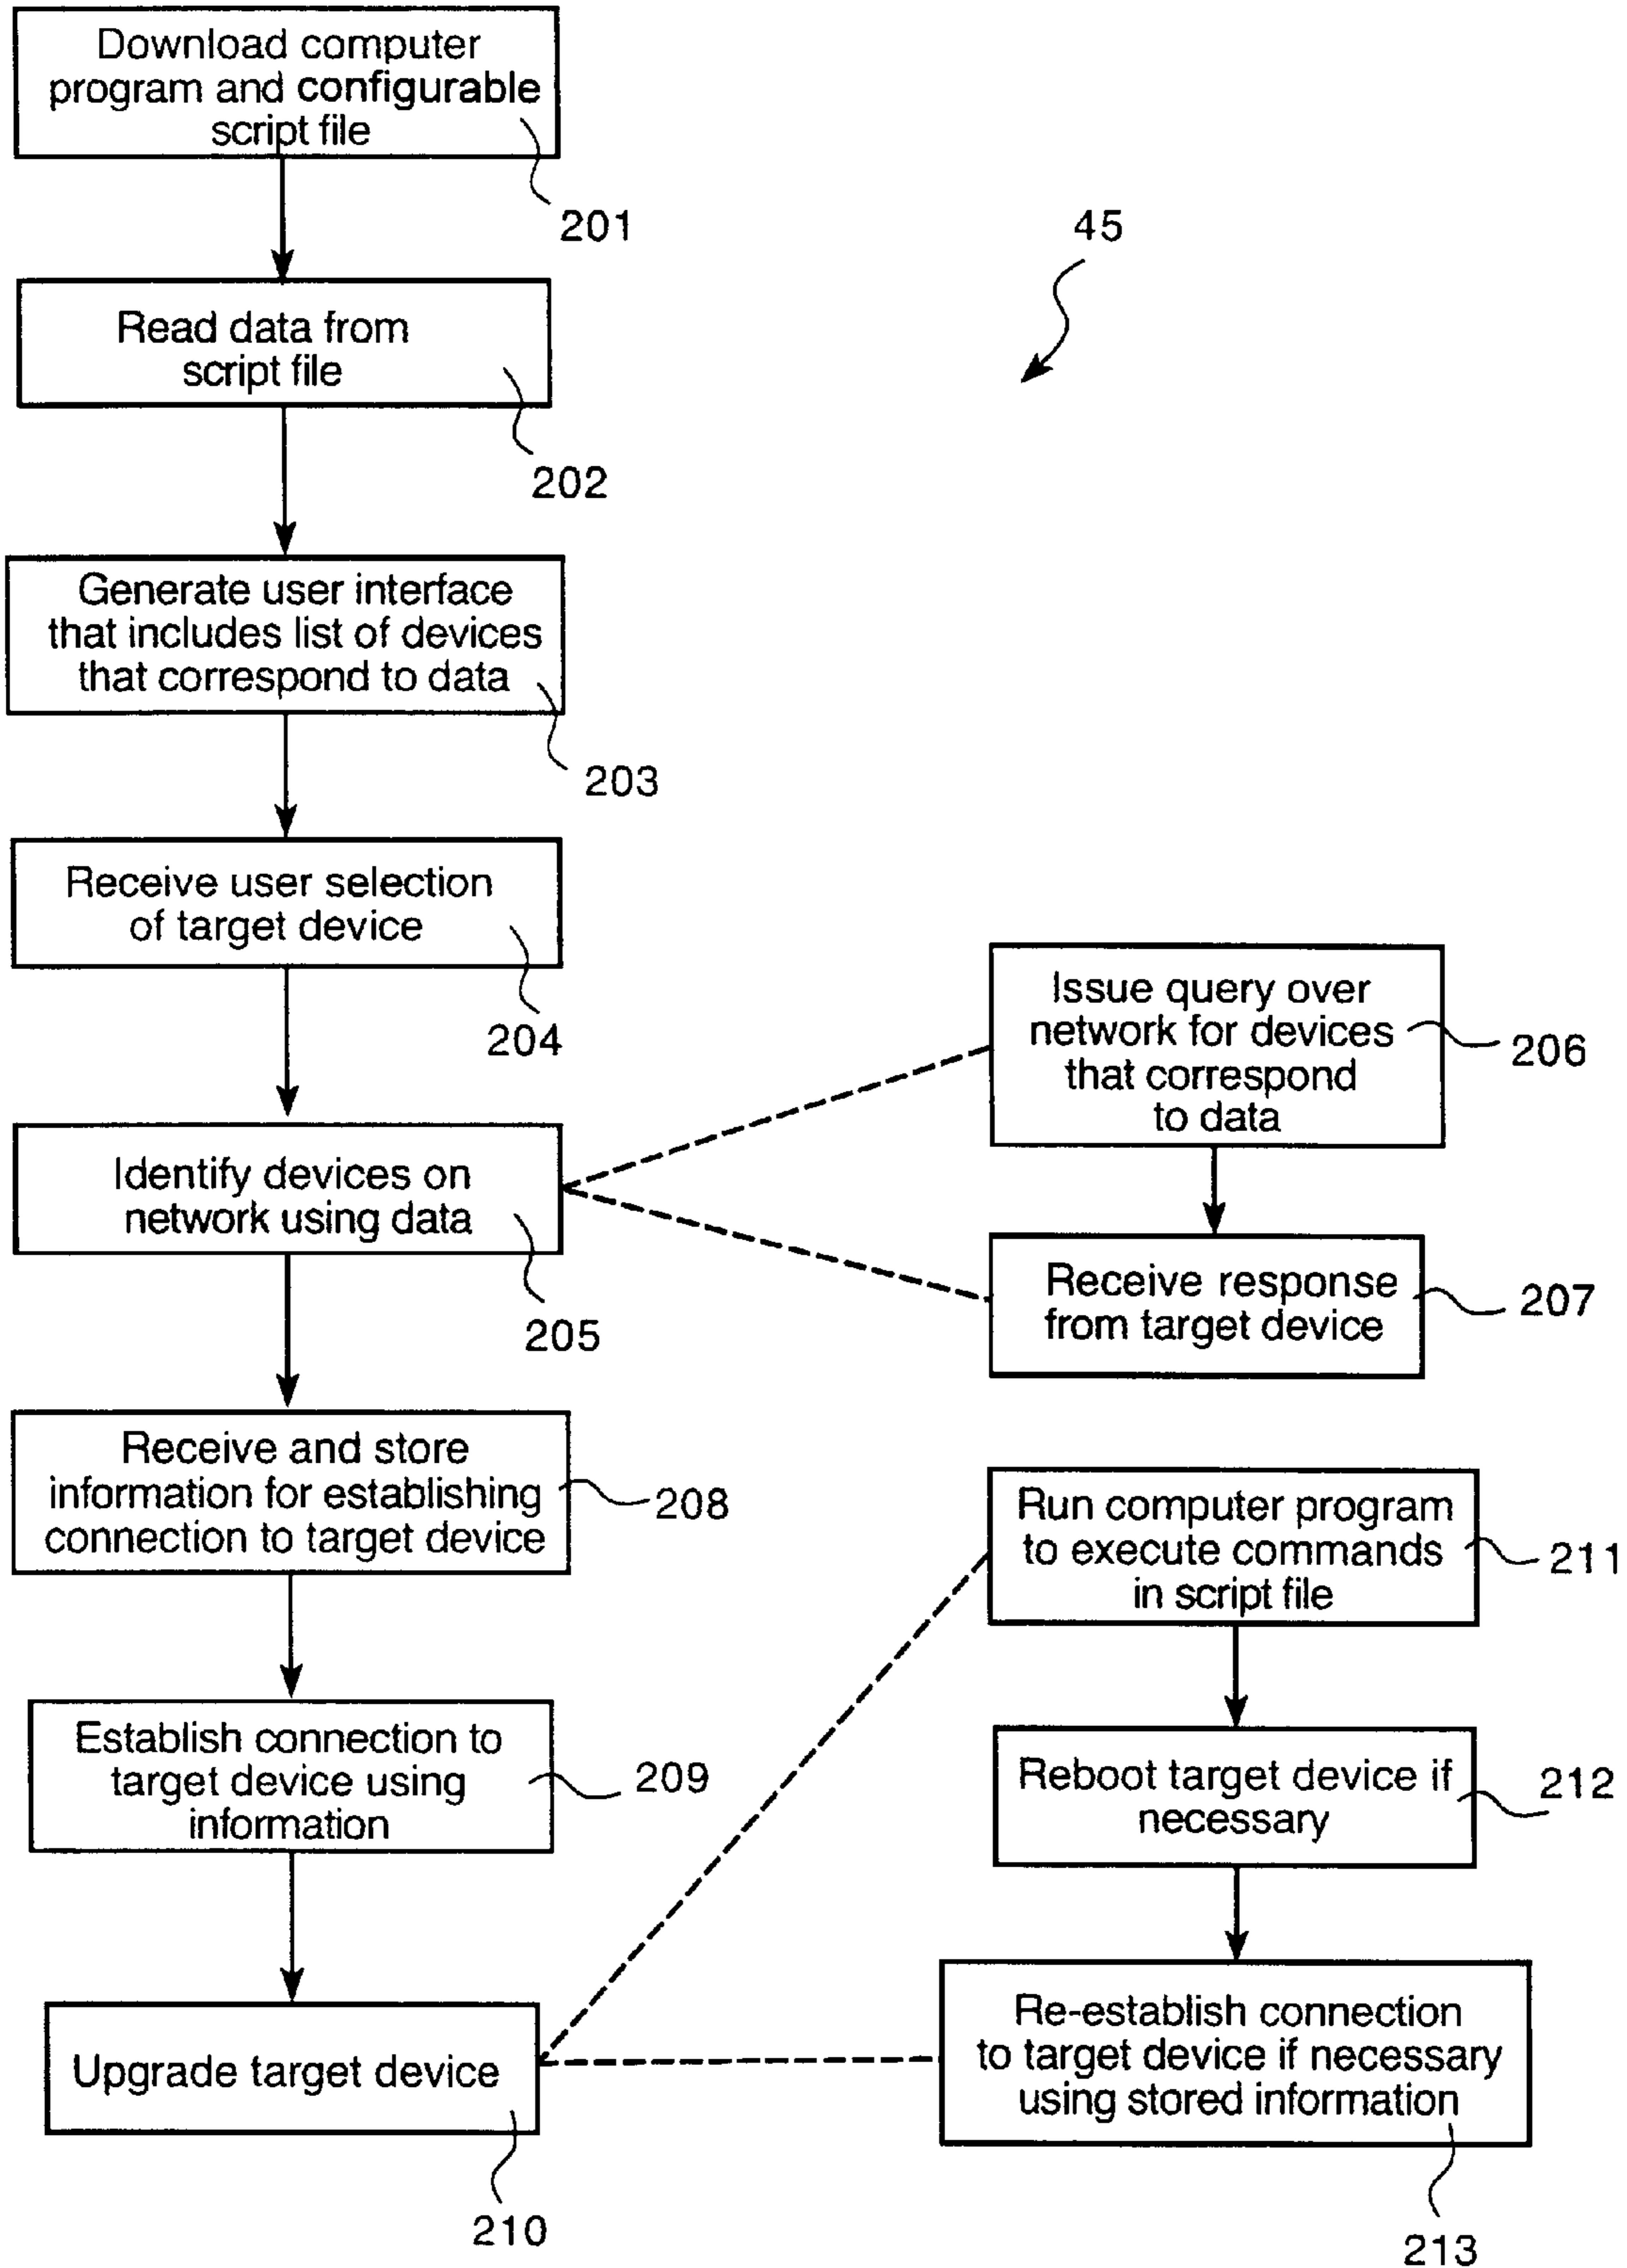 Download computer
program and configurable
script file
201
45
Read data from
script file
202
Generate user interface
that includes list of devices
that correspond to data
203
Receive user selection
of target device
204
Identify devices on
network using data
205
Issue query over
network for devices
that correspond
to data
206
Receive response
from target device
207
Receive and store
information for establishing
connection to target device
208
Establish connection to
target device using
information
209
Upgrade target device
210
Run computer program
to execute commands
in script file
211
Reboot target device if
necessary
212
Re-establish connection
to target device if necessary
using stored information
213